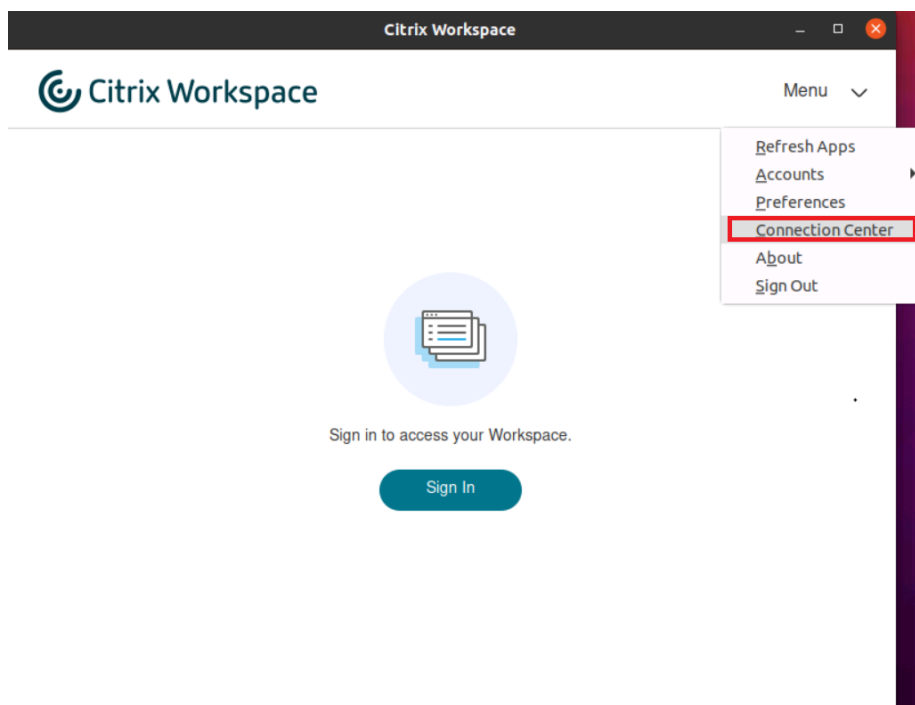 Citrix Workspace
Citrix Workspace
Menu
Refresh Apps
Accounts
Preferences
Connection Center
About
Sign Out
Sign in to access your Workspace.
Sign In